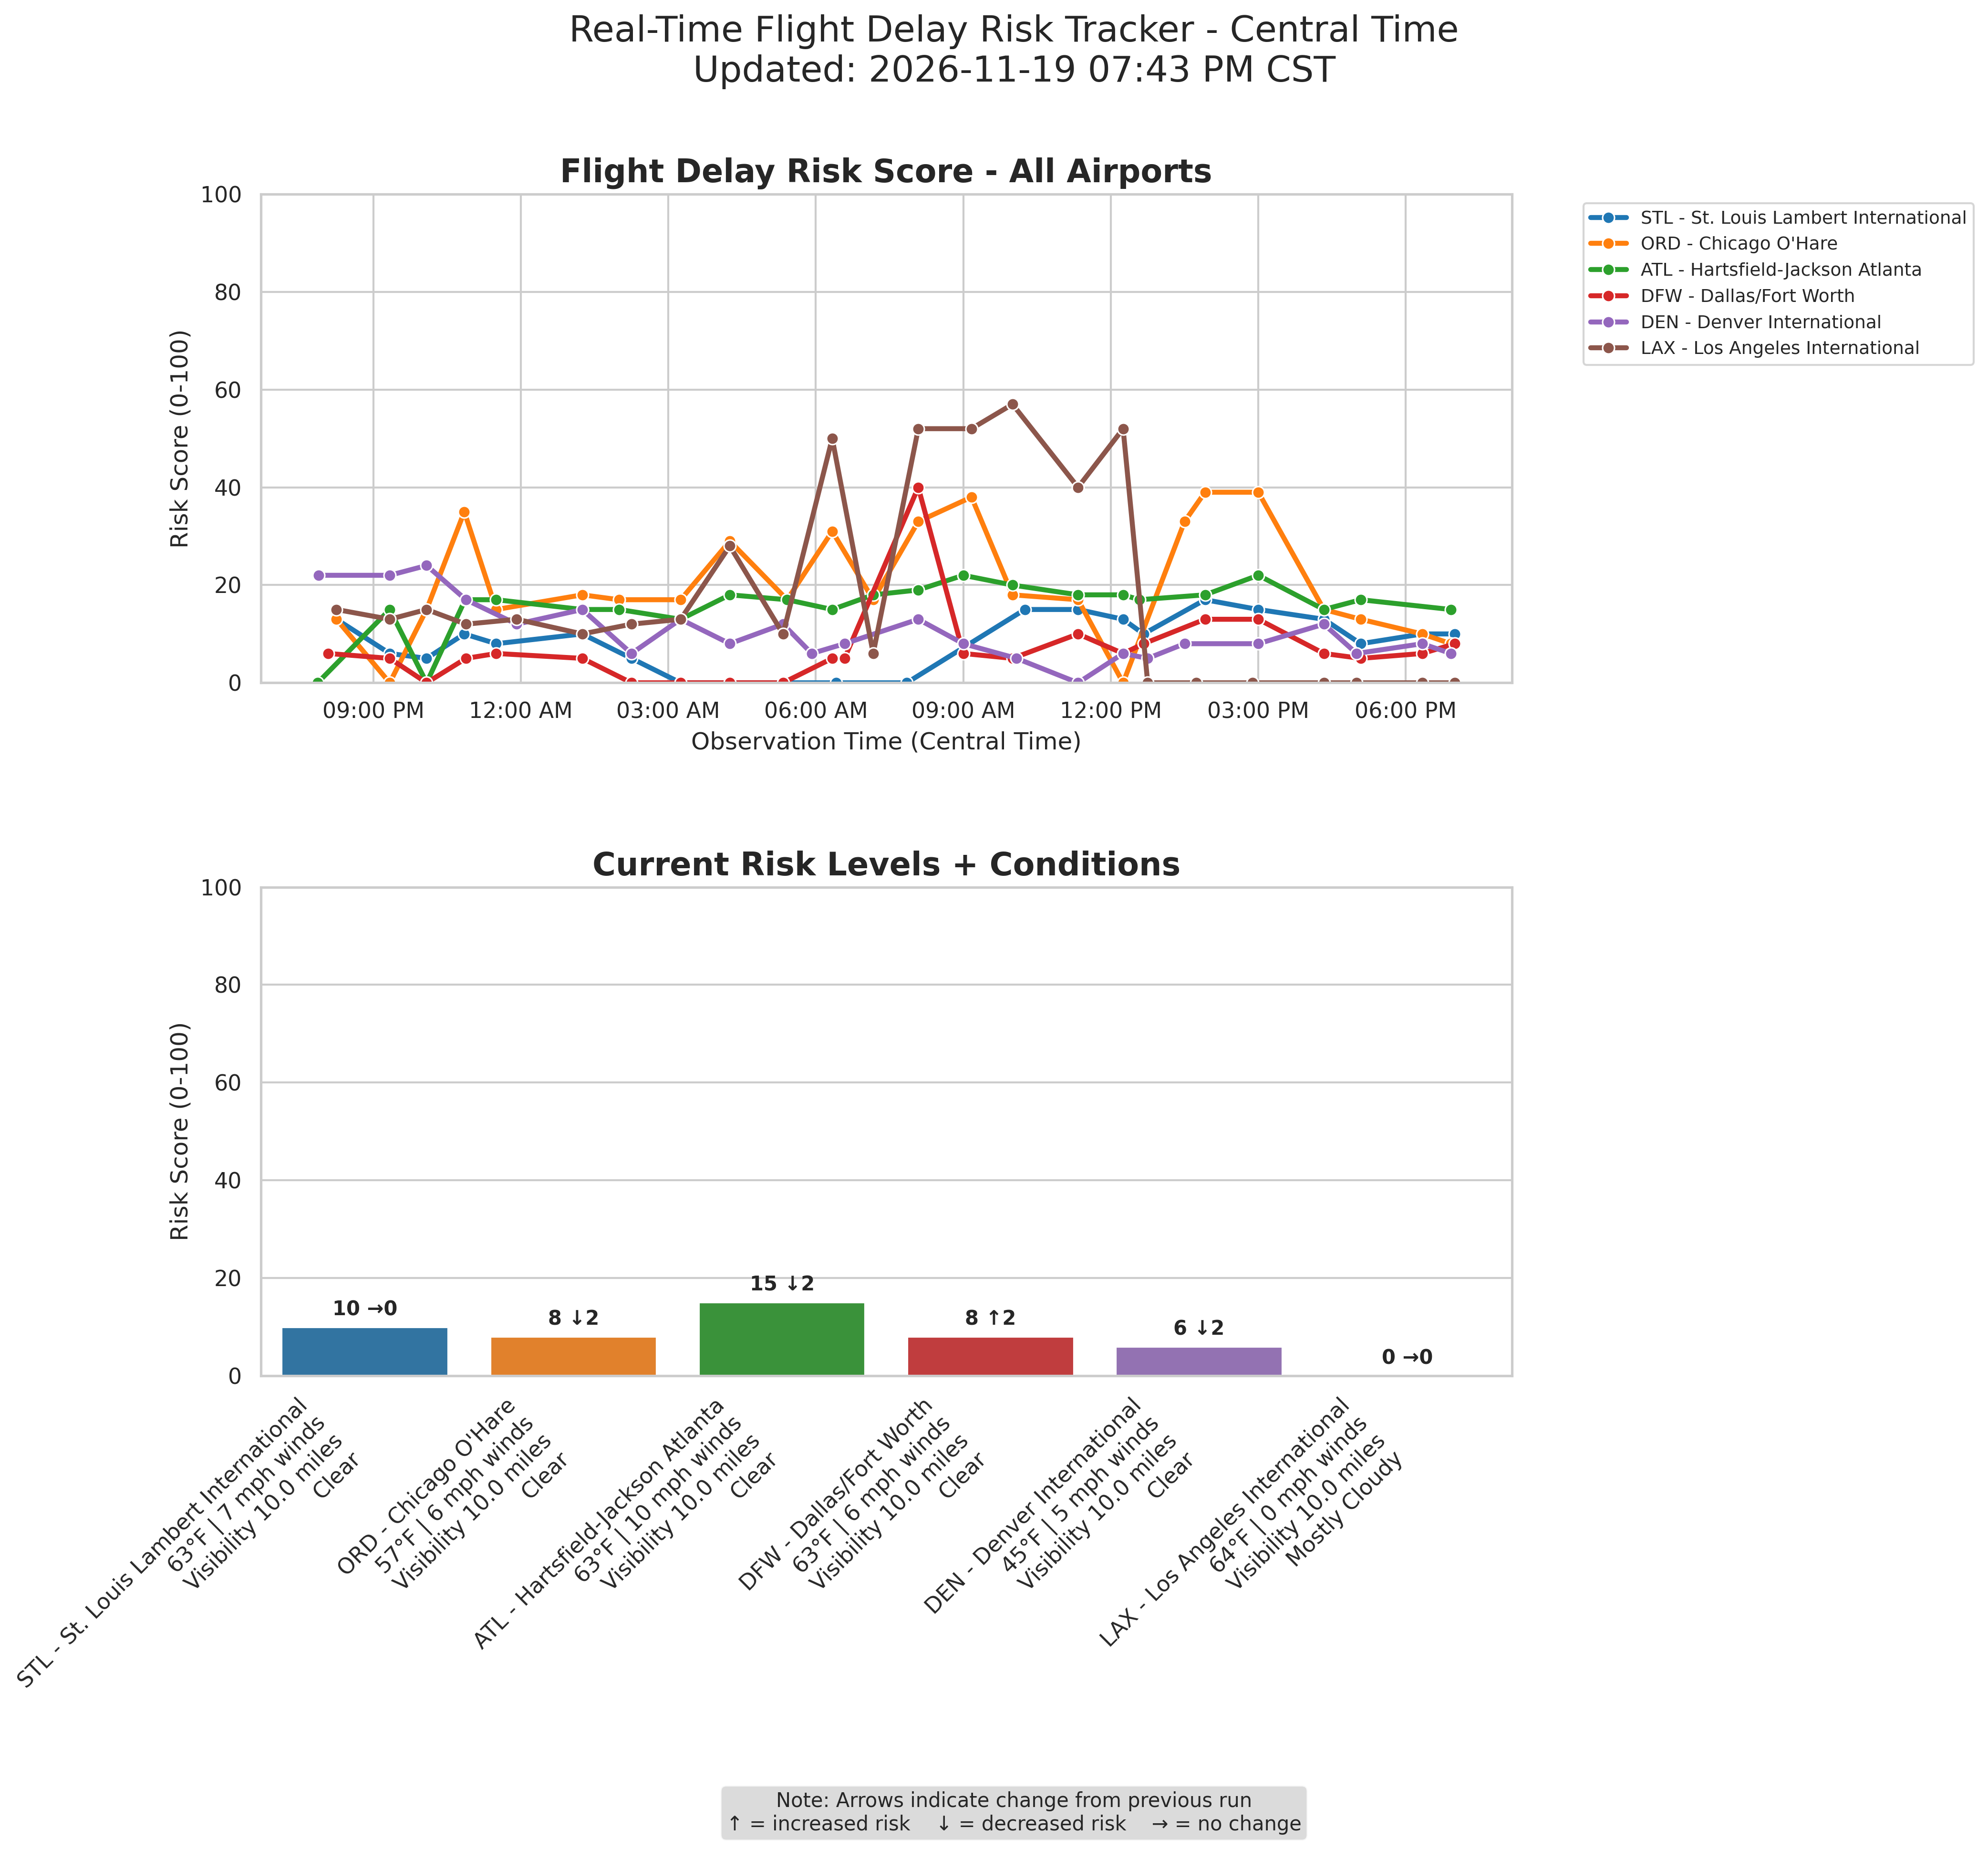 Real-Time Flight Delay Risk Tracker - Central Time
Updated: 2026-11-19 07:43 PM CST
Flight Delay Risk Score - All Airports
Risk Score (0-100)
100
80
60
40
20
0
09:00 PM
12:00 AM
03:00 AM
06:00 AM
09:00 AM
12:00 PM
03:00 PM
06:00 PM
Observation Time (Central Time)
STL - St. Louis Lambert International
ORD - Chicago O'Hare
ATL - Hartsfield-Jackson Atlanta
DFW - Dallas/Fort Worth
DEN - Denver International
LAX - Los Angeles International
Current Risk Levels + Conditions
Risk Score (0-100)
100
80
60
40
20
0
10 →0
8 ↓2
15 ↓2
8 ↑2
6 ↓2
0 →0
STL - St. Louis Lambert International
63°F | 7 mph winds
Visibility 10.0 miles
Clear
ORD - Chicago O'Hare
57°F | 6 mph winds
Visibility 10.0 miles
Clear
ATL - Hartsfield-Jackson Atlanta
63°F | 10 mph winds
Visibility 10.0 miles
Clear
DFW - Dallas/Fort Worth
63°F | 6 mph winds
Visibility 10.0 miles
Clear
DEN - Denver International
45°F | 5 mph winds
Visibility 10.0 miles
Clear
LAX - Los Angeles International
64°F | 0 mph winds
Visibility 10.0 miles
Mostly Cloudy
Note: Arrows indicate change from previous run
↑ = increased risk ↓ = decreased risk → = no change